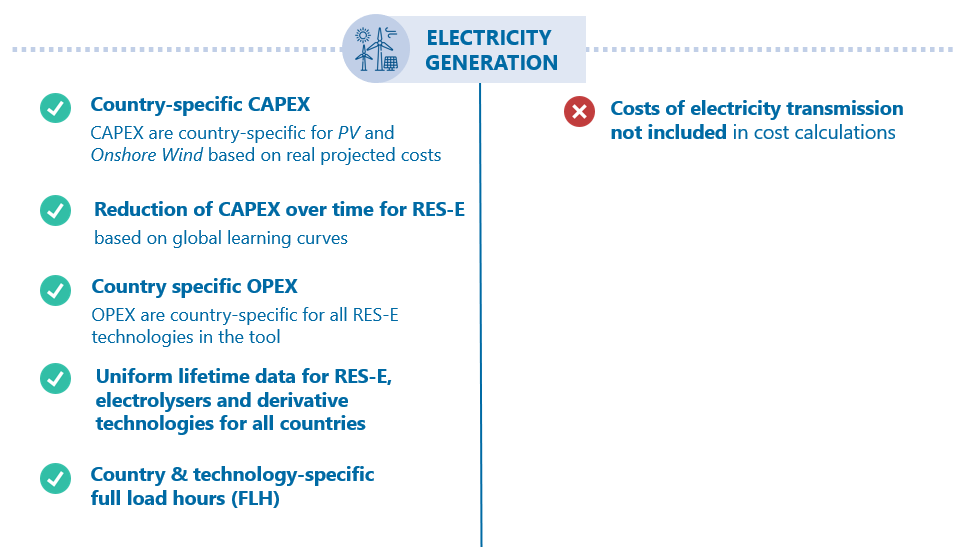 ELECTRICITY
GENERATION
Country-specific CAPEX
CAPEX are country-specific for PV and
Onshore Wind based on real projected costs
Reduction of CAPEX over time for RES-E
based on global learning curves
Country specific OPEX
OPEX are country-specific for all RES-E
technologies in the tool
Uniform lifetime data for RES-E,
electrolysers and derivative
technologies for all countries
Country & technology-specific
full load hours (FLH)
Costs of electricity transmission
not included in cost calculations